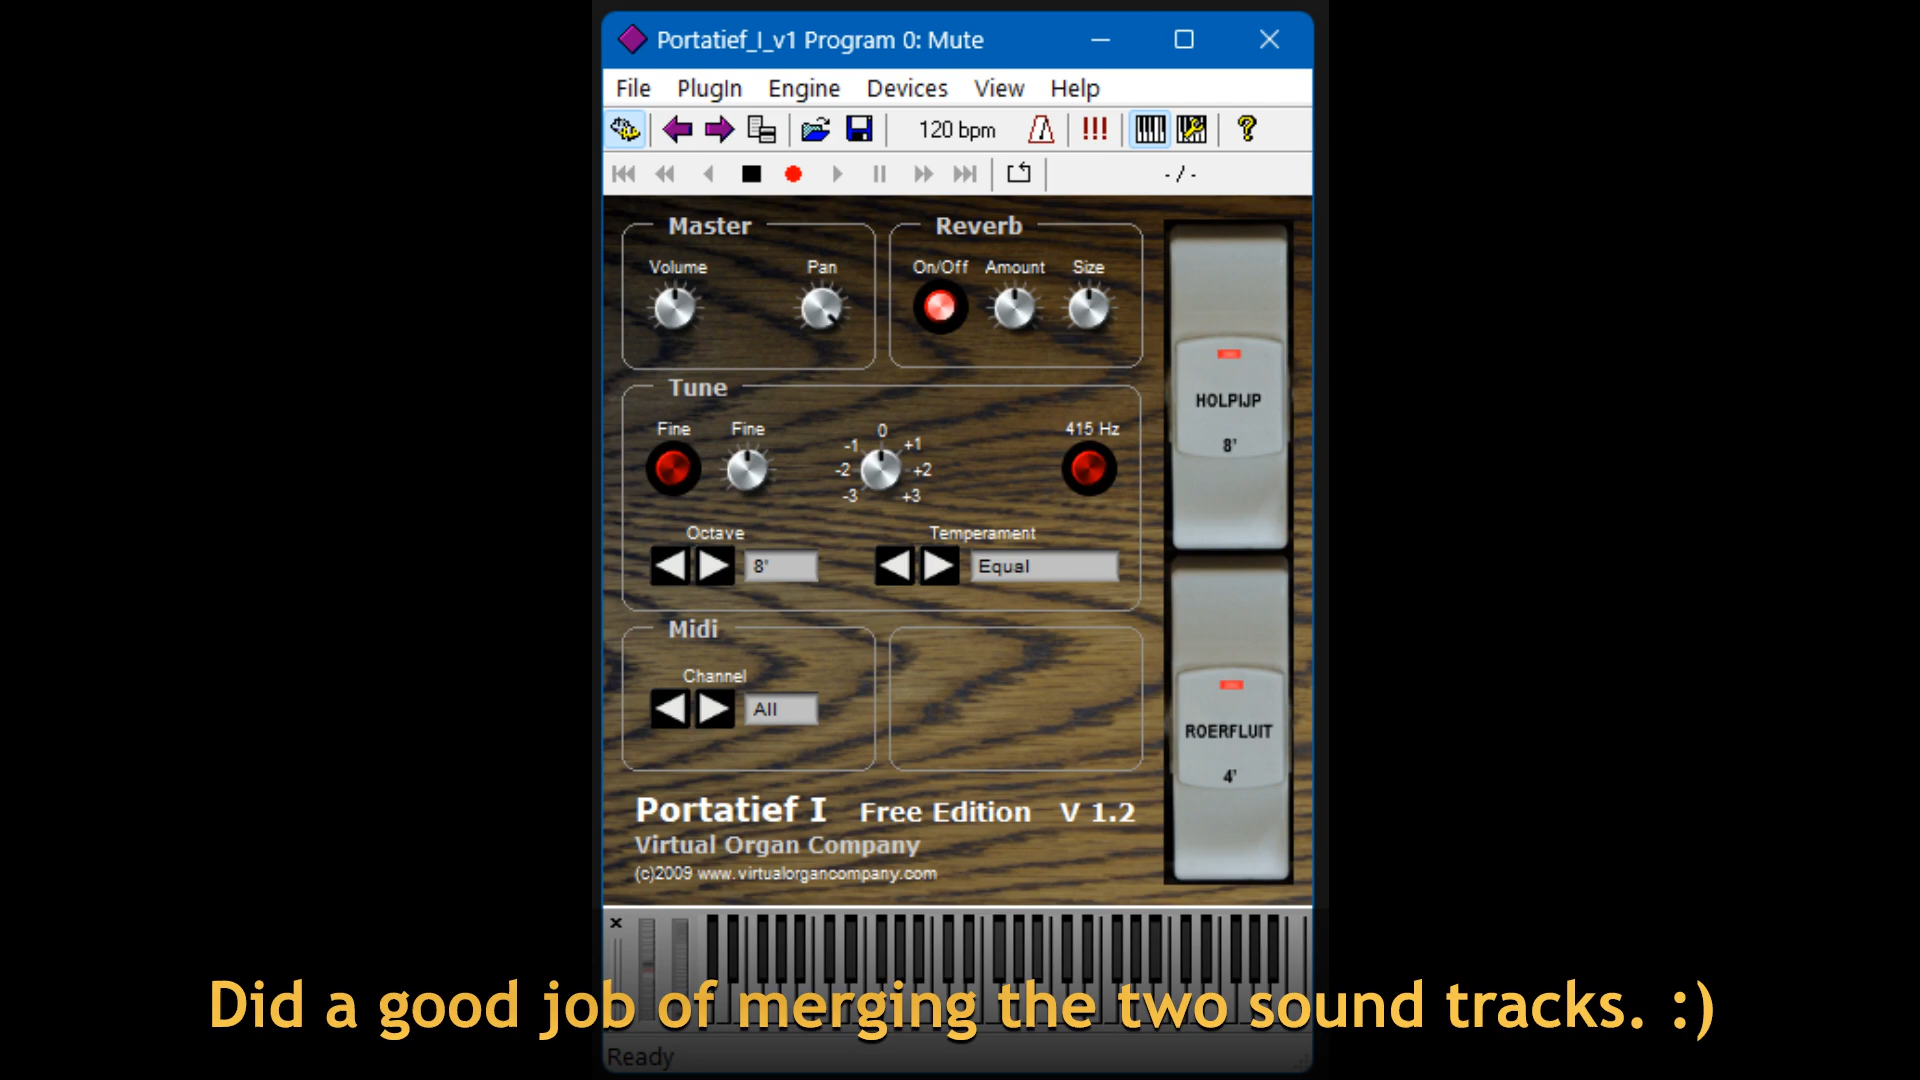 Portatief_I_v1 Program 0: Mute
File PlugIn Engine Devices View Help
120 bpm !!! ?
- / -
Master Reverb
Volume Pan On/Off Amount Size
HOLPIJP
8'
Tune
Fine Fine 415 Hz
0
-1 +1
-2 +2
-3 +3
Octave Temperament
8' Equal
Midi
Channel
All
ROERFLUIT
4'
Portatief I Free Edition V 1.2
Virtual Organ Company
(c)2009 www.virtualorgancompany.com
Did a good job of merging the two sound tracks. :)
Ready